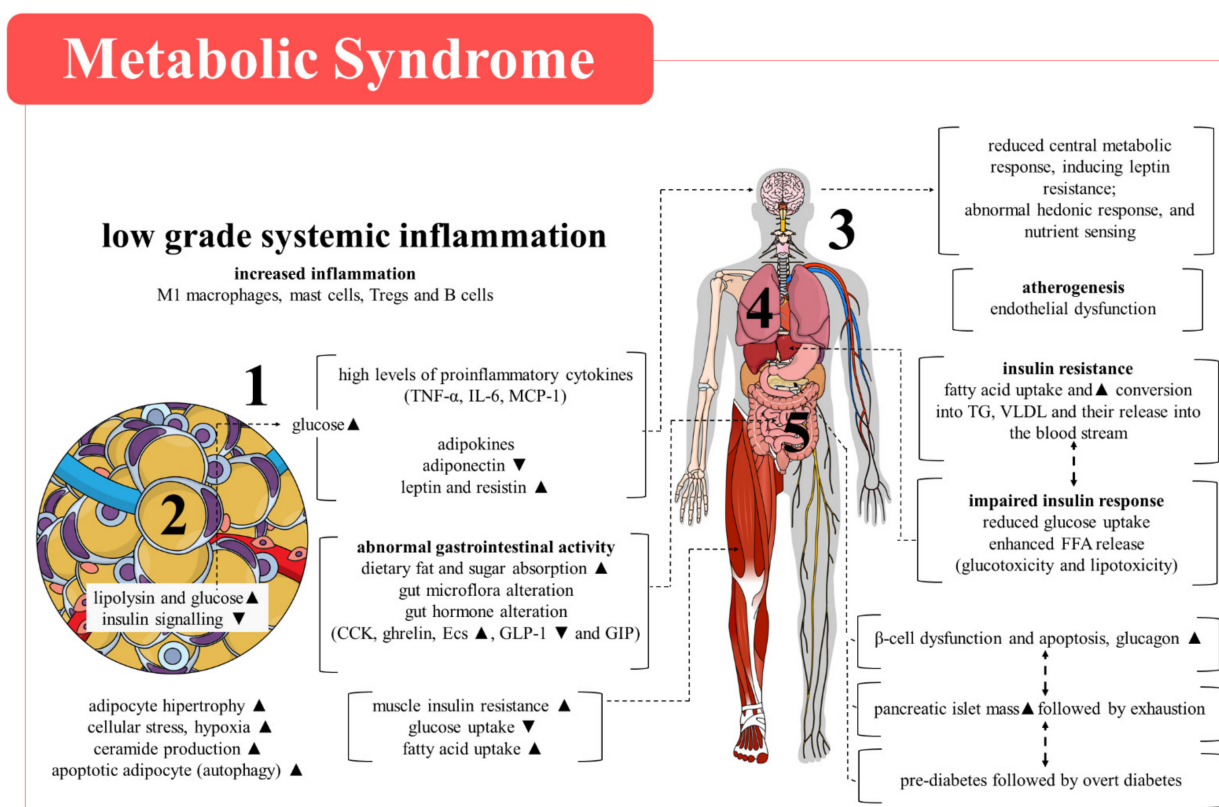 Metabolic Syndrome
low grade systemic inflammation
increased inflammation
M1 macrophages, mast cells, Tregs and B cells
1
glucose▲
high levels of proinflammatory cytokines
(TNF-α, IL-6, MCP-1)
adipokines
adiponectin ▼
leptin and resistin ▲
2
lipolysin and glucose▲
insulin signalling ▼
abnormal gastrointestinal activity
dietary fat and sugar absorption ▲
gut microflora alteration
gut hormone alteration
(CCK, ghrelin, Ecs ▲, GLP-1 ▼ and GIP)
adipocyte hipertrophy ▲
cellular stress, hypoxia ▲
ceramide production ▲
apoptotic adipocyte (autophagy) ▲
muscle insulin resistance ▲
glucose uptake ▼
fatty acid uptake ▲
3
4
5
reduced central metabolic
response, inducing leptin
resistance;
abnormal hedonic response, and
nutrient sensing
atherogenesis
endothelial dysfunction
insulin resistance
fatty acid uptake and▲ conversion
into TG, VLDL and their release into
the blood stream
impaired insulin response
reduced glucose uptake
enhanced FFA release
(glucotoxicity and lipotoxicity)
β-cell dysfunction and apoptosis, glucagon ▲
pancreatic islet mass▲followed by exhaustion
pre-diabetes followed by overt diabetes